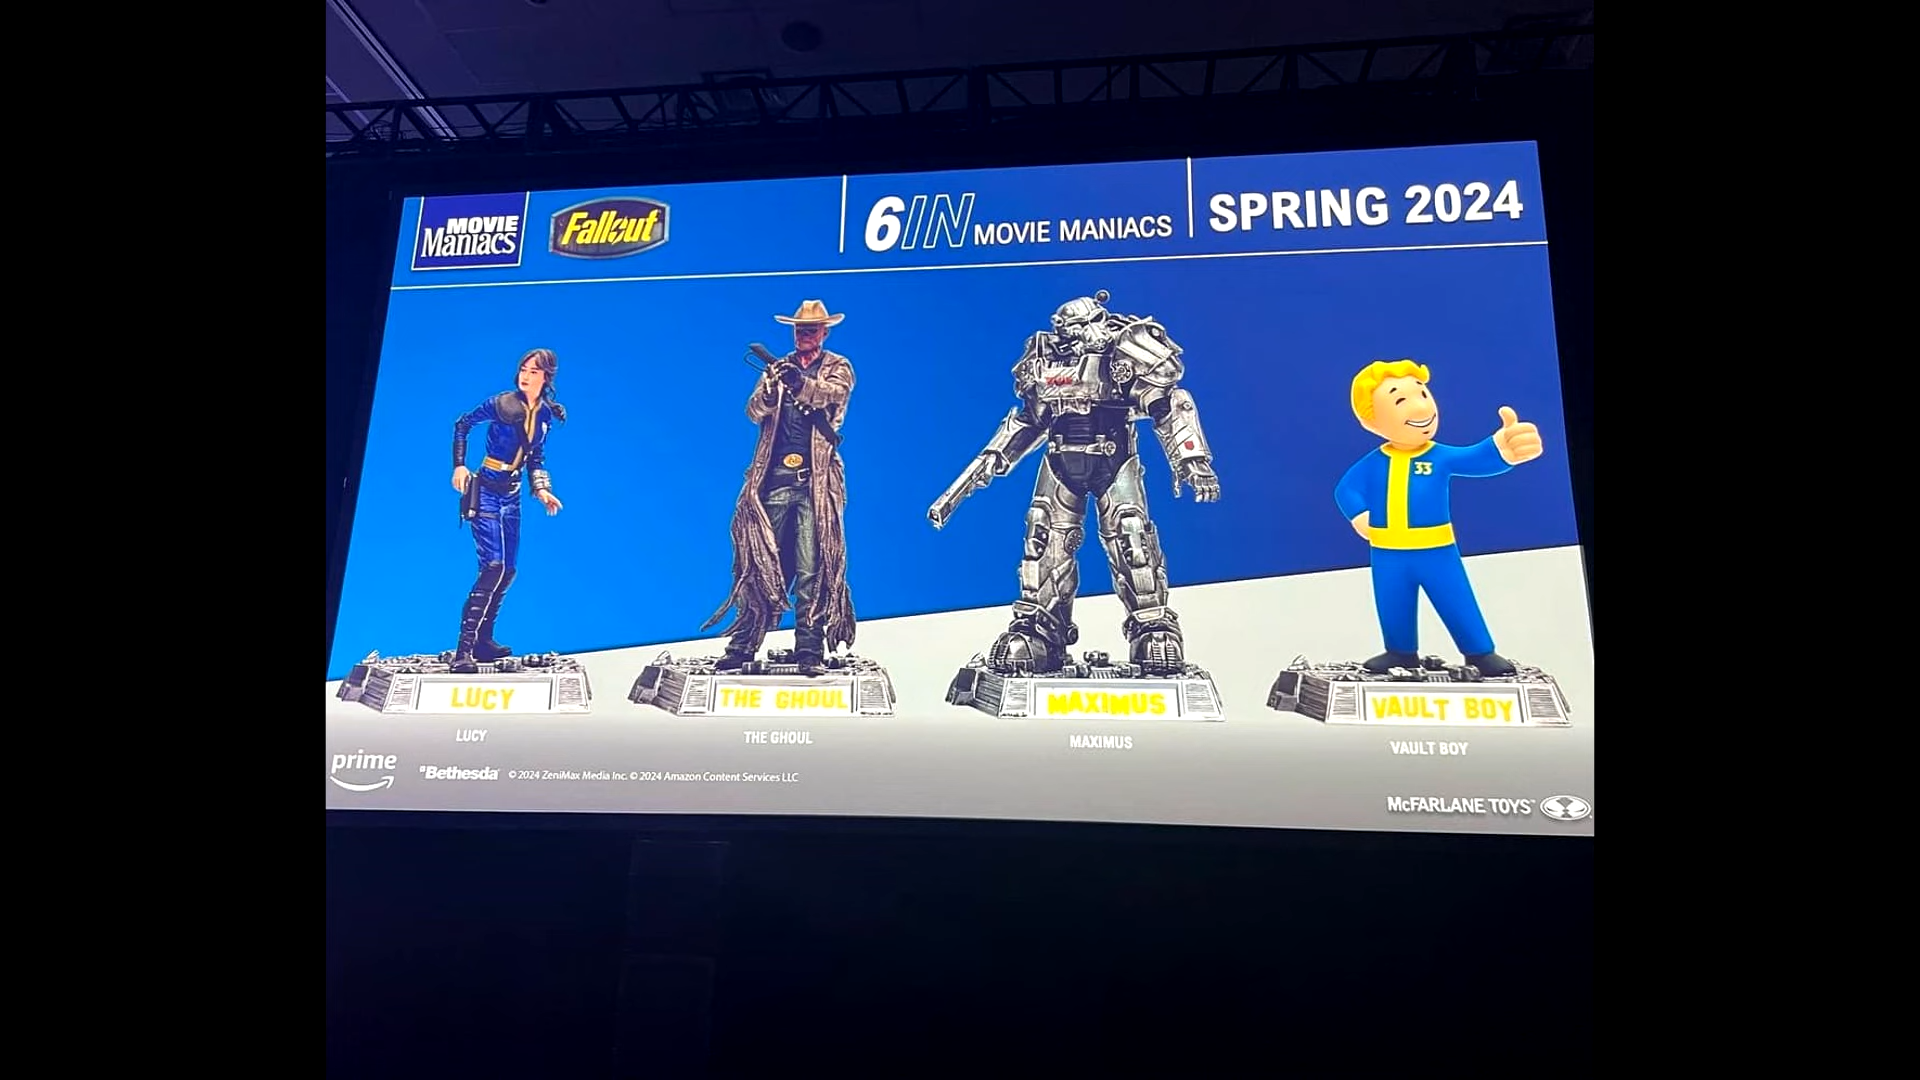 MOVIE
Maniacs
Fallout
6IN MOVIE MANIACS
SPRING 2024
33
LUCY
THE GHOUL
MAXIMUS
VAULT BOY
LUCY
THE GHOUL
MAXIMUS
VAULT BOY
prime
Bethesda
© 2024 ZeniMax Media Inc. © 2024 Amazon Content Services LLC
McFARLANE TOYS™